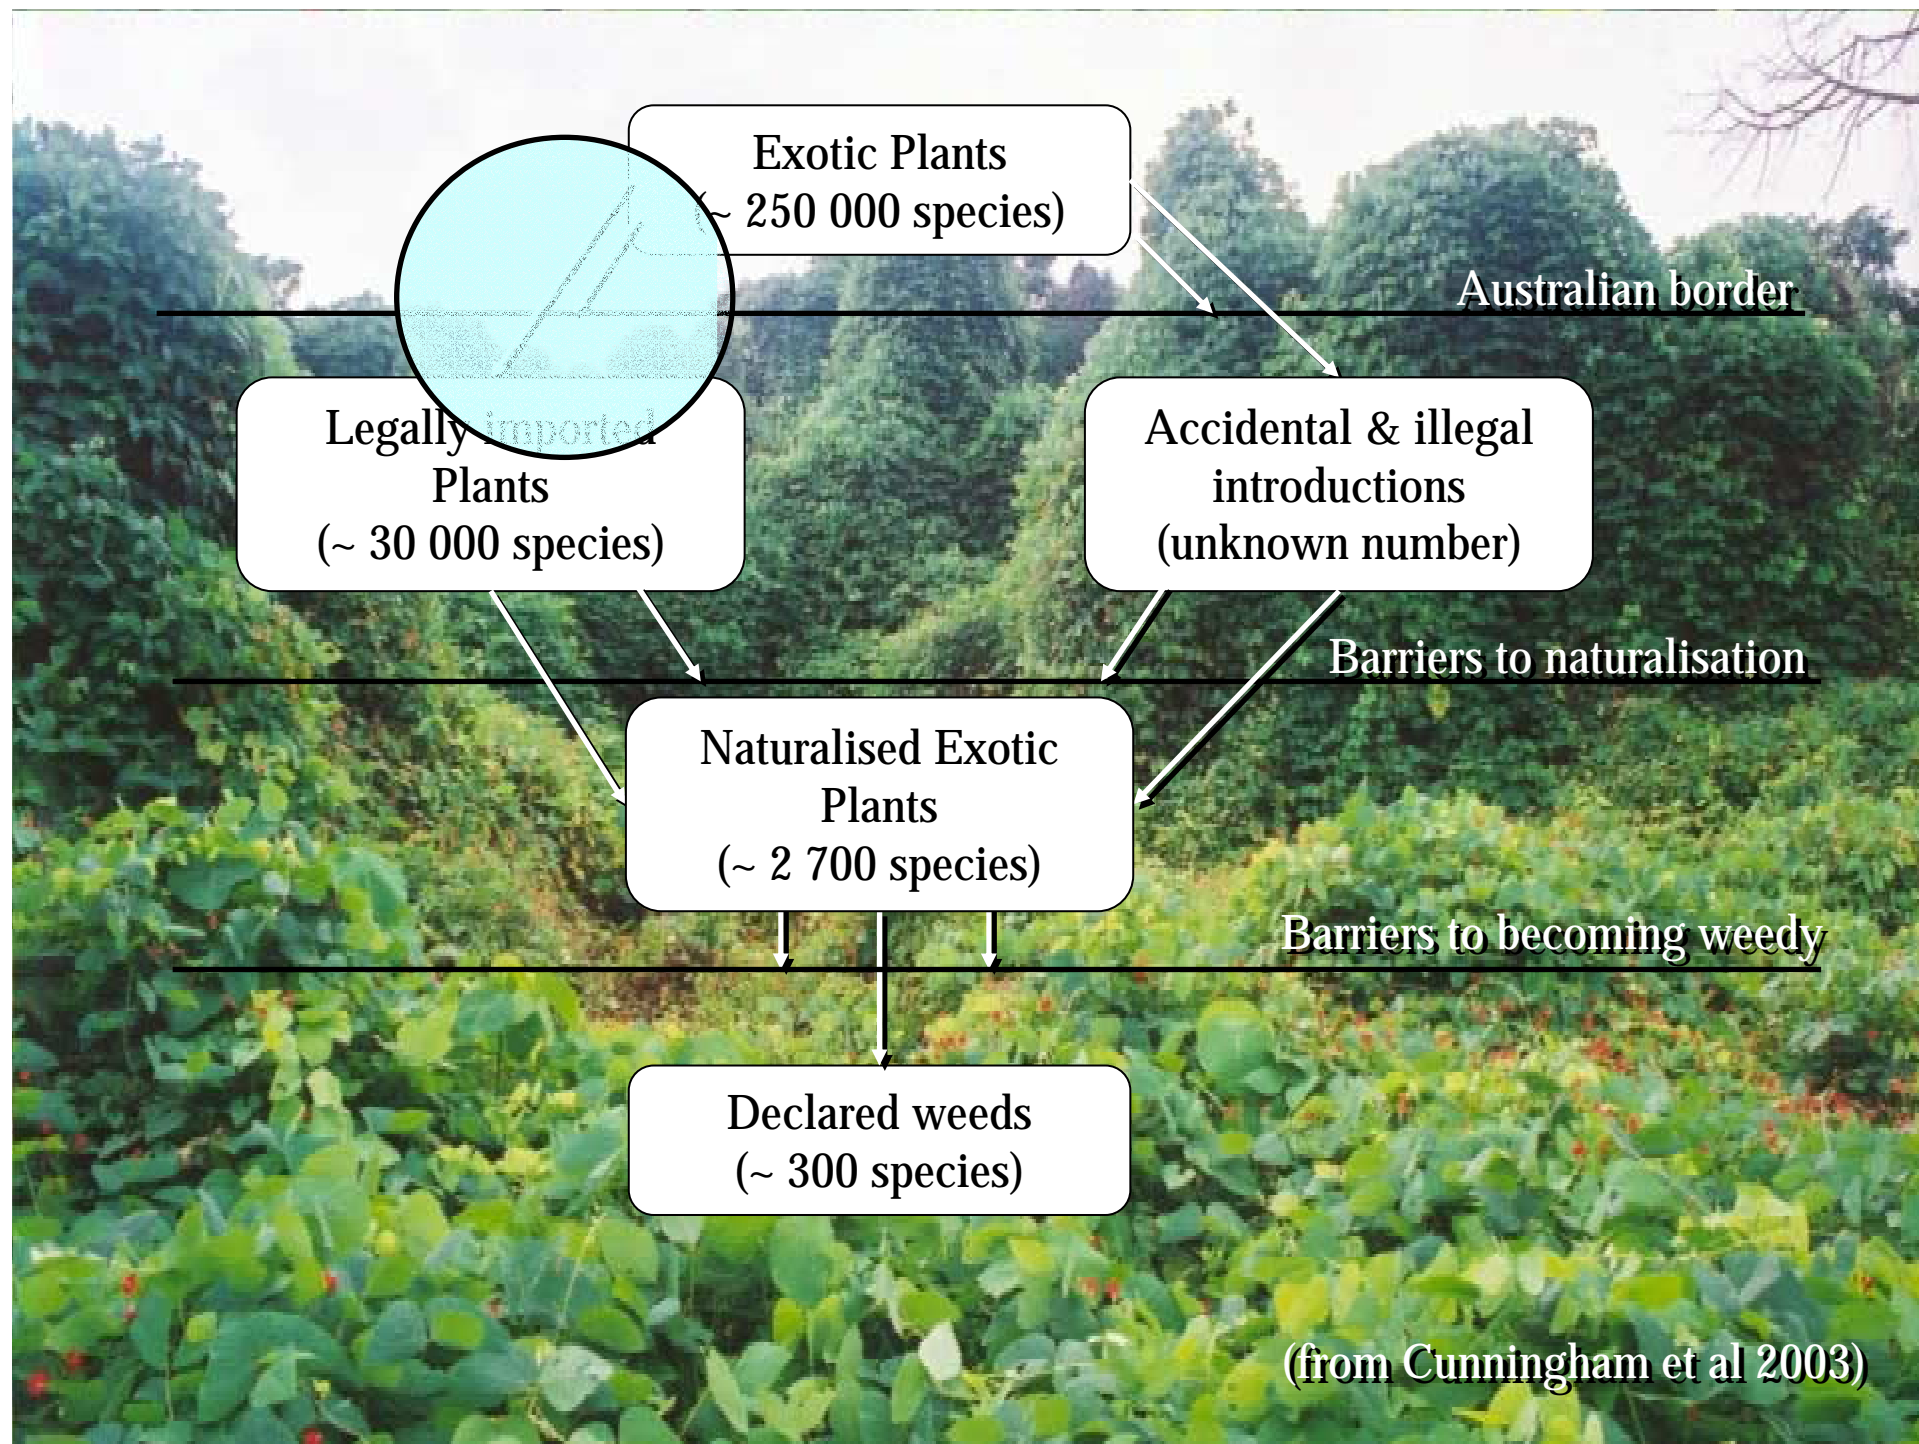 Exotic Plants
(~ 250 000 species)
Australian border
Legally imported
Plants
(~ 30 000 species)
Accidental & illegal
introductions
(unknown number)
Barriers to naturalisation
Naturalised Exotic
Plants
(~ 2 700 species)
Barriers to becoming weedy
Declared weeds
(~ 300 species)
(from Cunningham et al 2003)